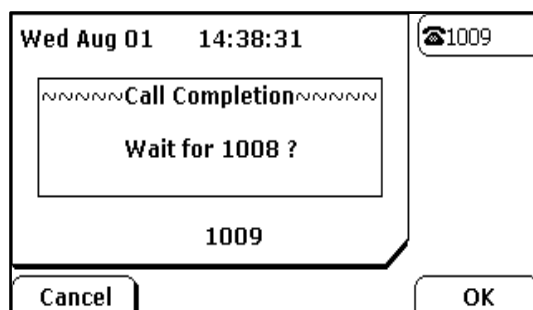 Wed Aug 01 14:38:31
☎1009
~~~~~Call Completion~~~~~
Wait for 1008 ?
1009
Cancel
OK